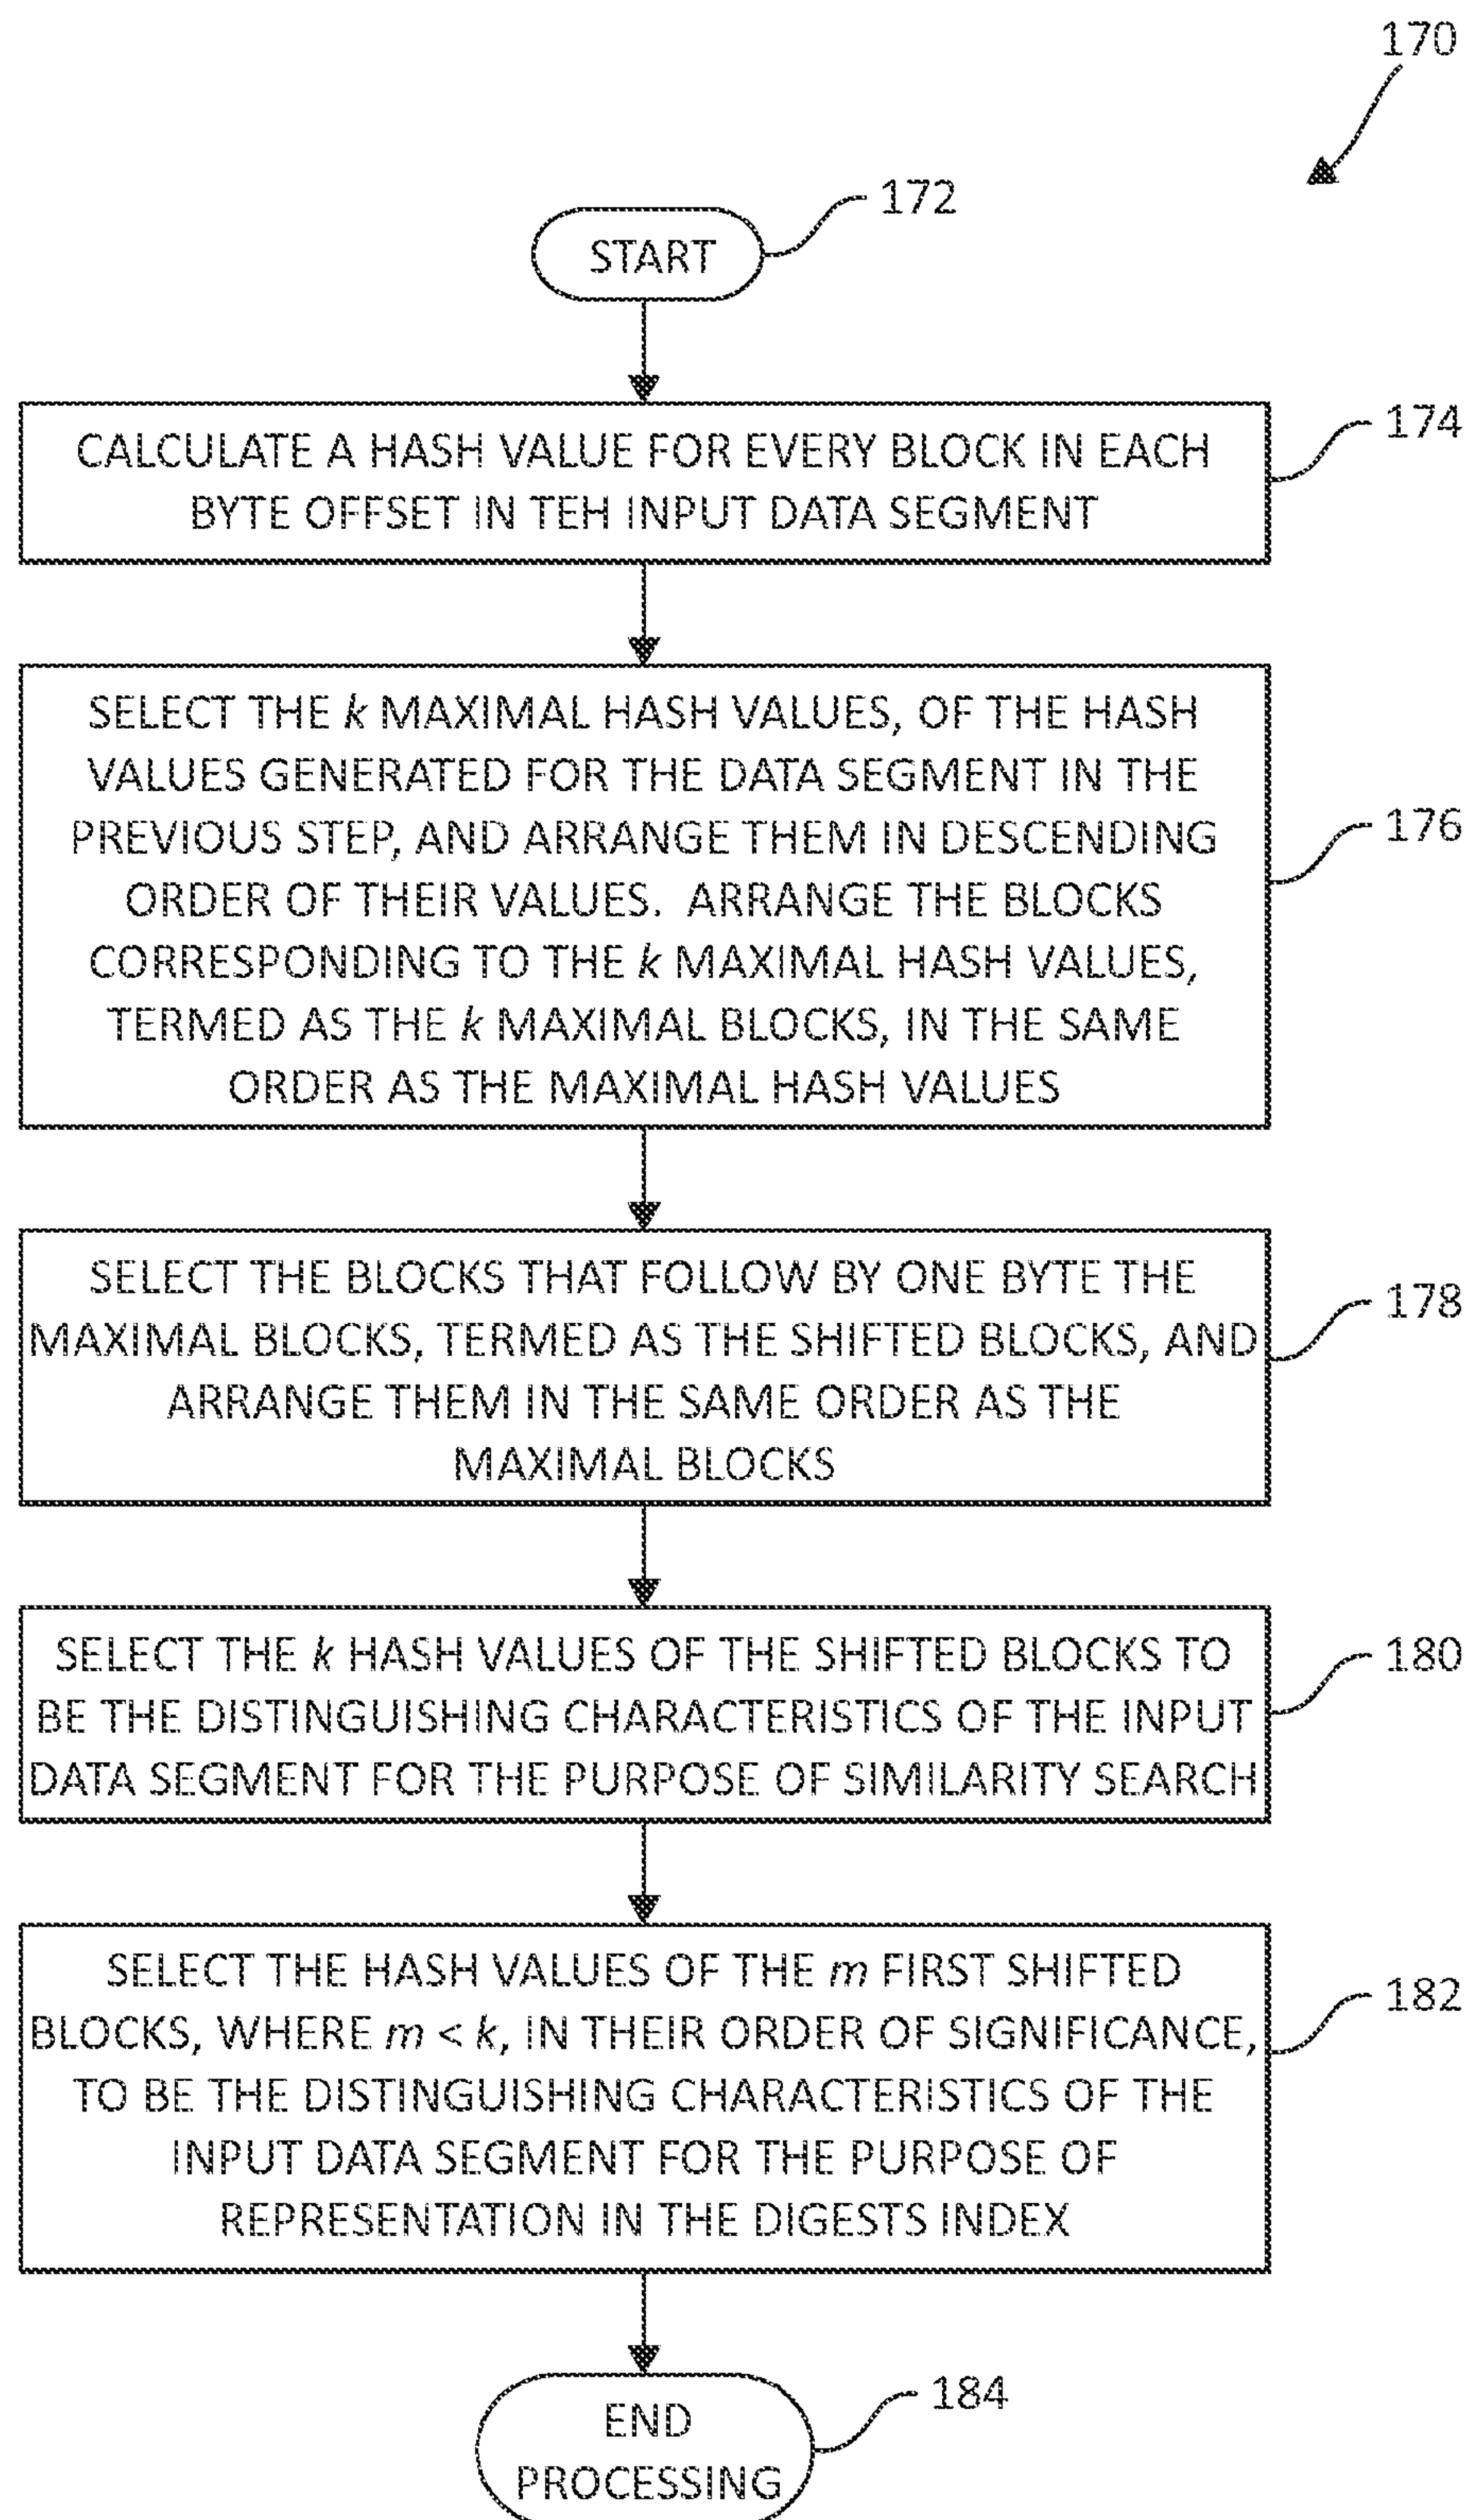 170
START
172
CALCULATE A HASH VALUE FOR EVERY BLOCK IN EACH
BYTE OFFSET IN TEH INPUT DATA SEGMENT
174
SELECT THE k MAXIMAL HASH VALUES, OF THE HASH
VALUES GENERATED FOR THE DATA SEGMENT IN THE
PREVIOUS STEP, AND ARRANGE THEM IN DESCENDING
ORDER OF THEIR VALUES. ARRANGE THE BLOCKS
CORRESPONDING TO THE k MAXIMAL HASH VALUES,
TERMED AS THE k MAXIMAL BLOCKS, IN THE SAME
ORDER AS THE MAXIMAL HASH VALUES
176
SELECT THE BLOCKS THAT FOLLOW BY ONE BYTE THE
MAXIMAL BLOCKS, TERMED AS THE SHIFTED BLOCKS, AND
ARRANGE THEM IN THE SAME ORDER AS THE
MAXIMAL BLOCKS
178
SELECT THE k HASH VALUES OF THE SHIFTED BLOCKS TO
BE THE DISTINGUISHING CHARACTERISTICS OF THE INPUT
DATA SEGMENT FOR THE PURPOSE OF SIMILARITY SEARCH
180
SELECT THE HASH VALUES OF THE m FIRST SHIFTED
BLOCKS, WHERE m < k, IN THEIR ORDER OF SIGNIFICANCE,
TO BE THE DISTINGUISHING CHARACTERISTICS OF THE
INPUT DATA SEGMENT FOR THE PURPOSE OF
REPRESENTATION IN THE DIGESTS INDEX
182
END
PROCESSING
184